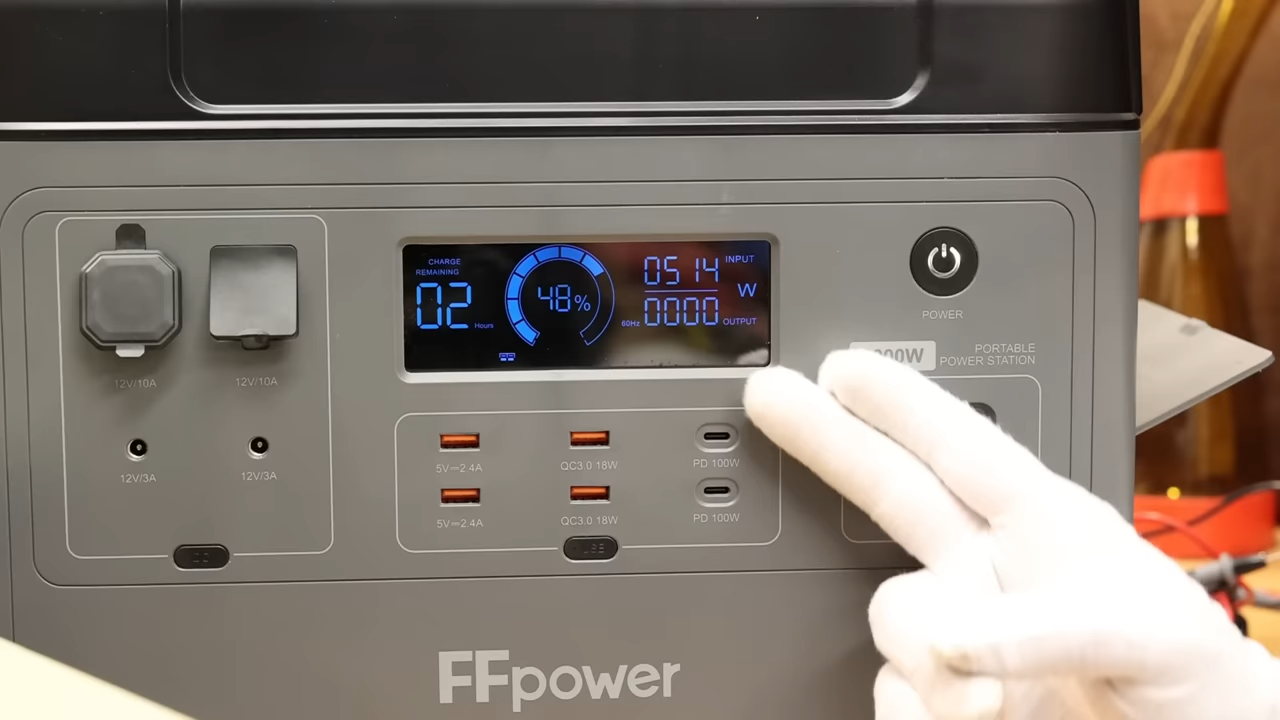 CHARGE
REMAINING
02 Hours
48%
0514 INPUT
W
60Hz 0000 OUTPUT
POWER
PORTABLE
POWER STATION
12V/10A
12V/10A
12V/3A
12V/3A
5V⎓2.4A
QC3.0 18W
PD 100W
5V⎓2.4A
QC3.0 18W
PD 100W
FFpower